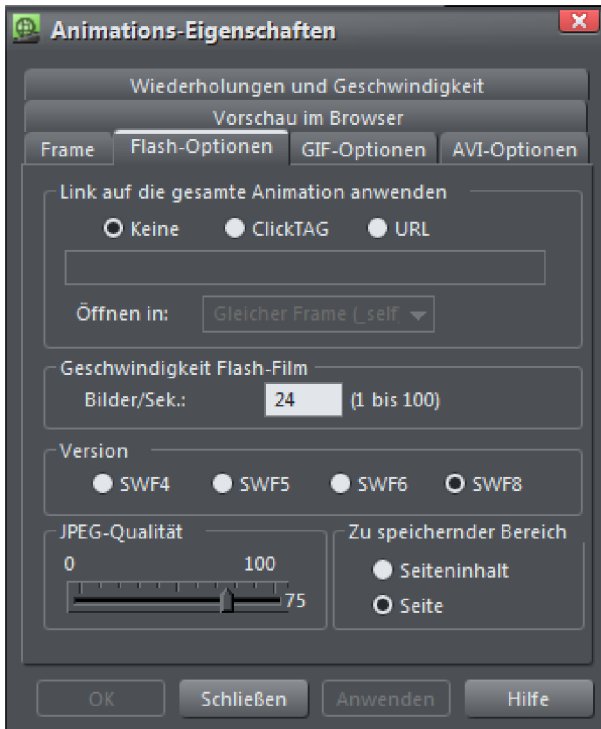 Animations-Eigenschaften
Wiederholungen und Geschwindigkeit
Vorschau im Browser
Frame Flash-Optionen GIF-Optionen AVI-Optionen
Link auf die gesamte Animation anwenden
Keine ClickTAG URL
Öffnen in: Gleicher Frame (_self)
Geschwindigkeit Flash-Film
Bilder/Sek.: 24 (1 bis 100)
Version
SWF4 SWF5 SWF6 SWF8
JPEG-Qualität
0 100
75
Zu speichernder Bereich
Seiteninhalt
Seite
OK Schließen Anwenden Hilfe